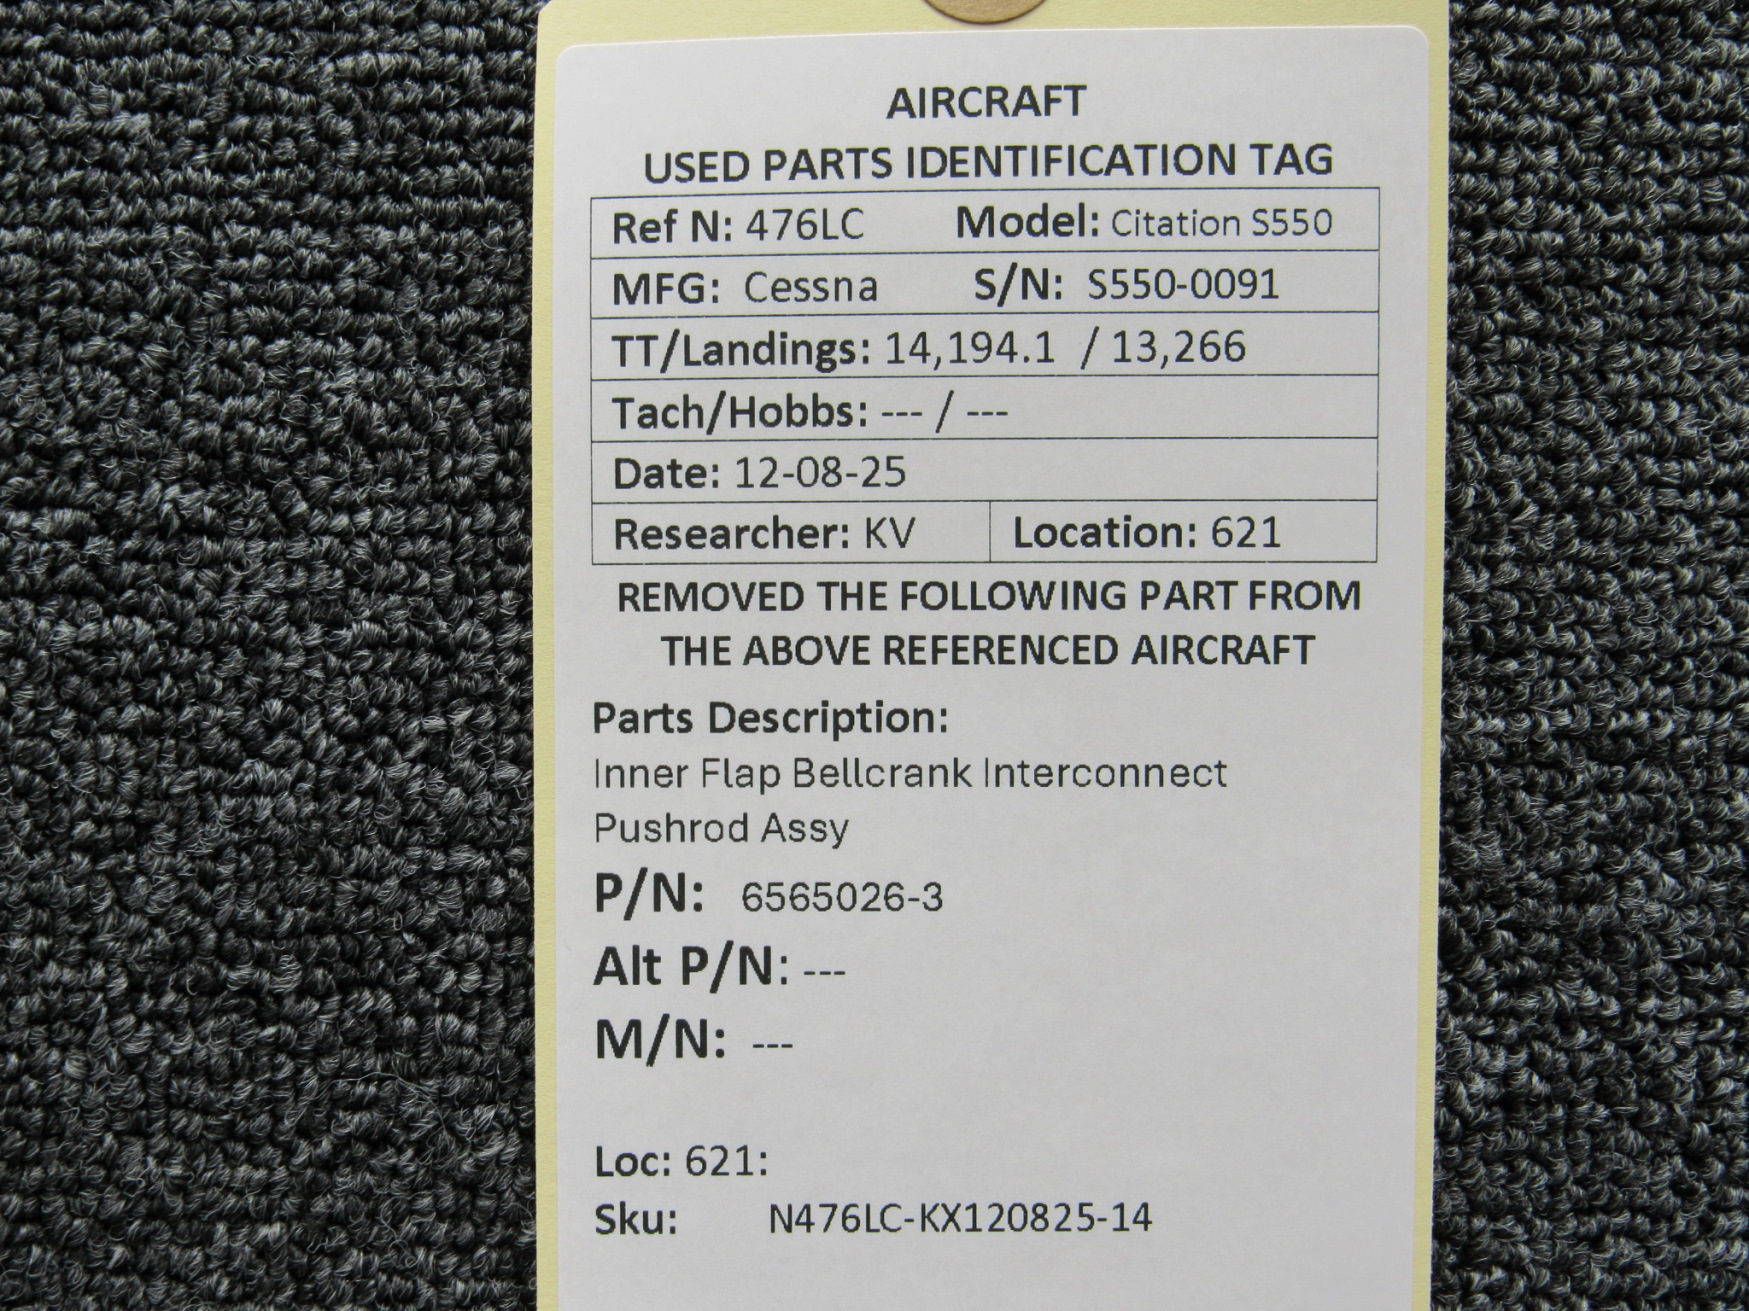 AIRCRAFT
USED PARTS IDENTIFICATION TAG
Ref N: 476LC Model: Citation S550
MFG: Cessna S/N: S550-0091
TT/Landings: 14,194.1 / 13,266
Tach/Hobbs: --- / ---
Date: 12-08-25
Researcher: KV Location: 621
REMOVED THE FOLLOWING PART FROM
THE ABOVE REFERENCED AIRCRAFT
Parts Description:
Inner Flap Bellcrank Interconnect
Pushrod Assy
P/N: 6565026-3
Alt P/N: ---
M/N: ---
Loc: 621:
Sku: N476LC-KX120825-14